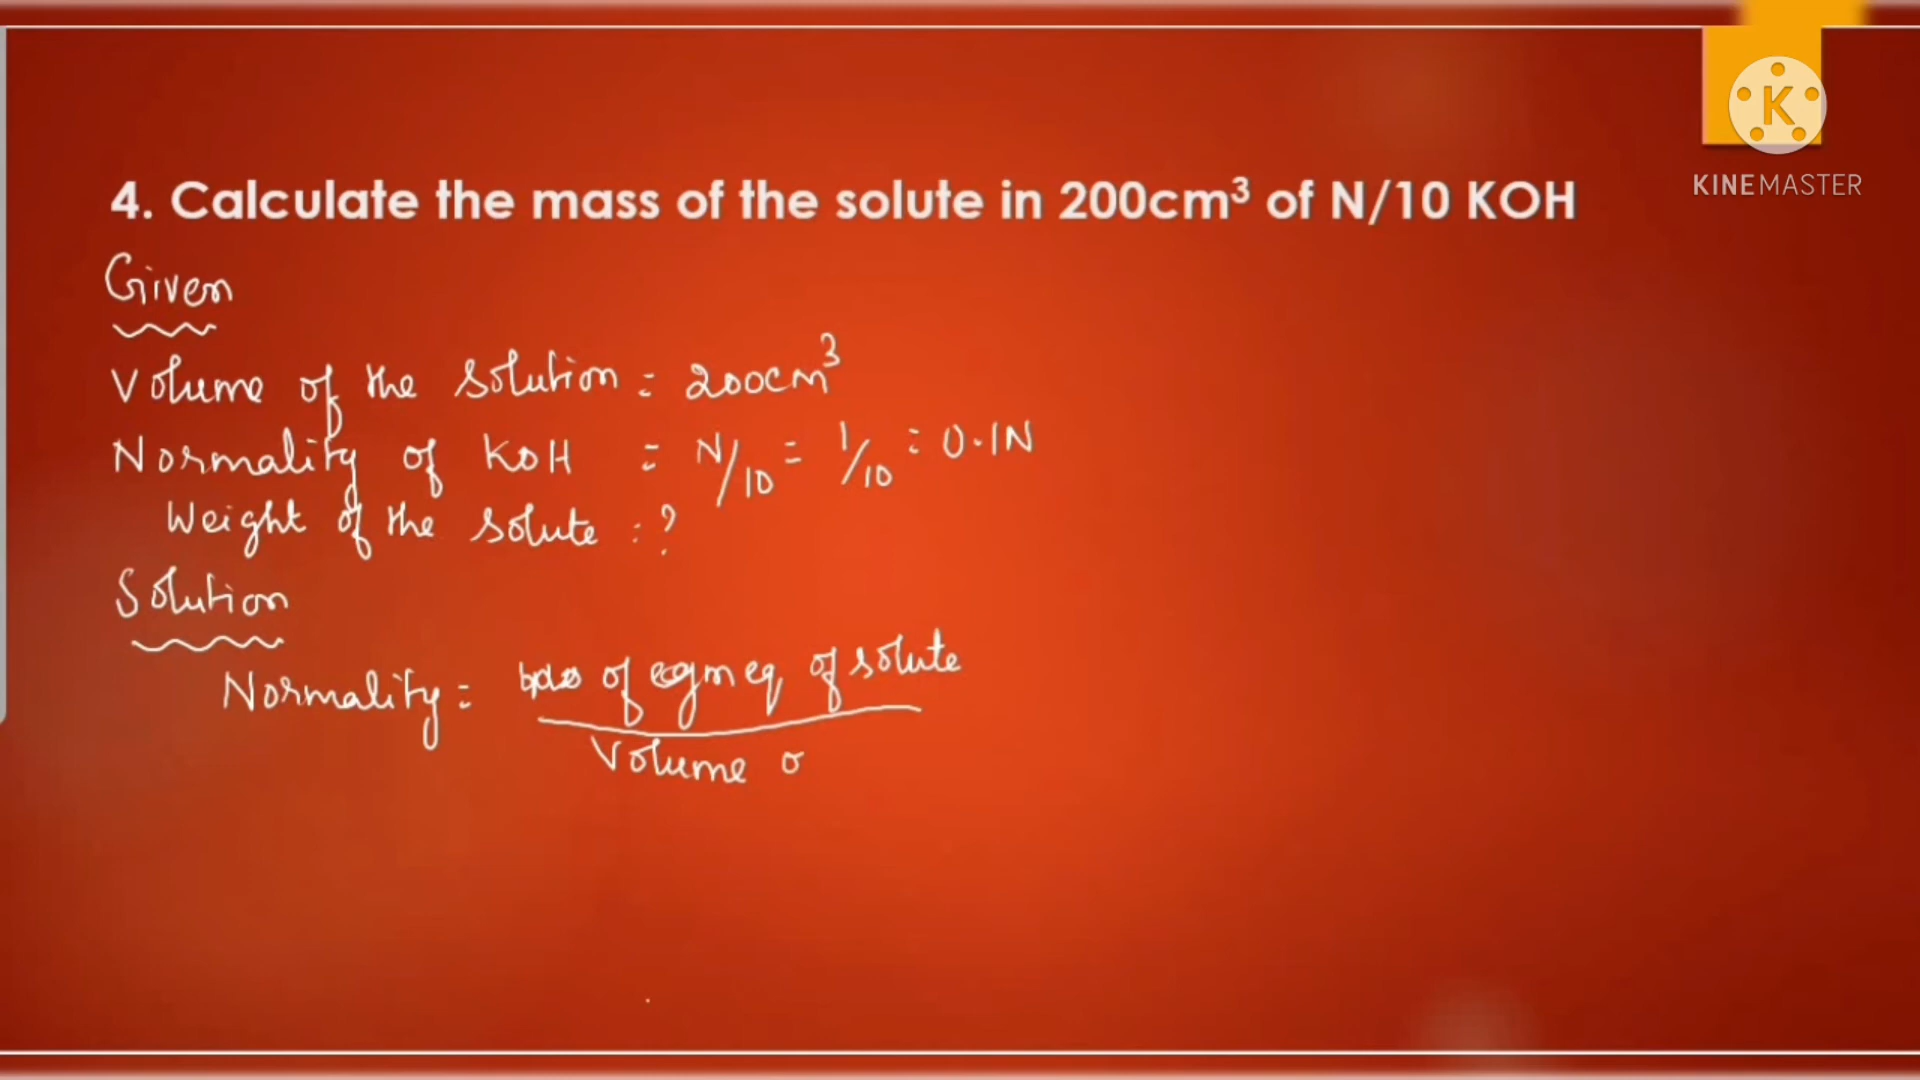 K
KINEMASTER
4. Calculate the mass of the solute in 200cm³ of N/10 KOH
Given
Volume of the solution = 200cm³
Normality of KOH = N/10 = 1/10 = 0.1N
Weight of the solute = ?
Solution
Normality = of gm eq of solute
Volume o